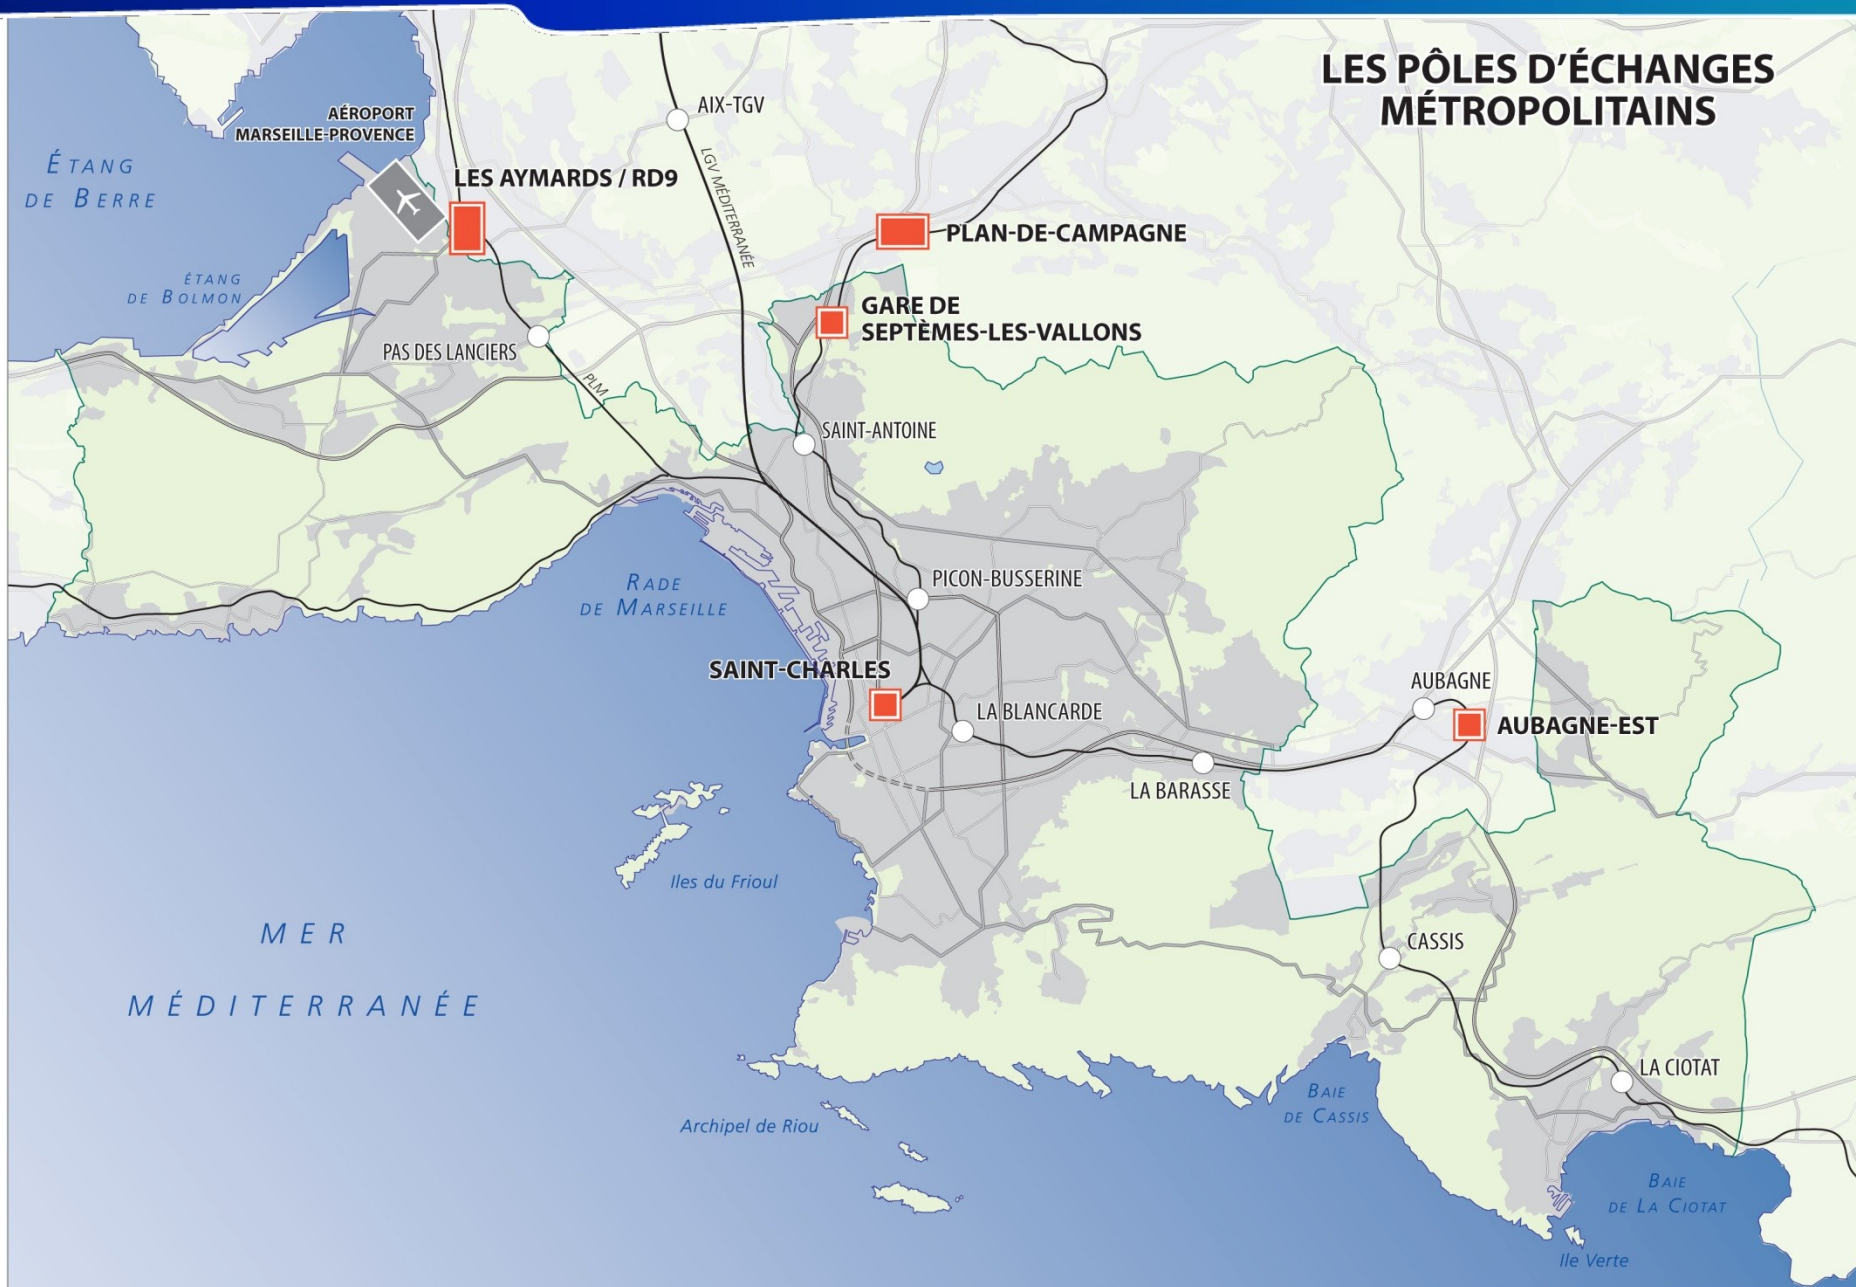 LES PÔLES D'ÉCHANGES
MÉTROPOLITAINS
AIX-TGV
AÉROPORT
MARSEILLE-PROVENCE
ÉTANG
DE BERRE
LES AYMARDS / RD9
LGV MÉDITERRANÉE
PLAN-DE-CAMPAGNE
ÉTANG
DE BOLMON
GARE DE
SEPTÈMES-LES-VALLONS
PAS DES LANCIERS
PLM
SAINT-ANTOINE
RADE
DE MARSEILLE
PICON-BUSSERINE
SAINT-CHARLES
LA BLANCARDE
AUBAGNE
AUBAGNE-EST
LA BARASSE
Iles du Frioul
MER
MÉDITERRANÉE
CASSIS
LA CIOTAT
BAIE
DE CASSIS
Archipel de Riou
BAIE
DE LA CIOTAT
Ile Verte